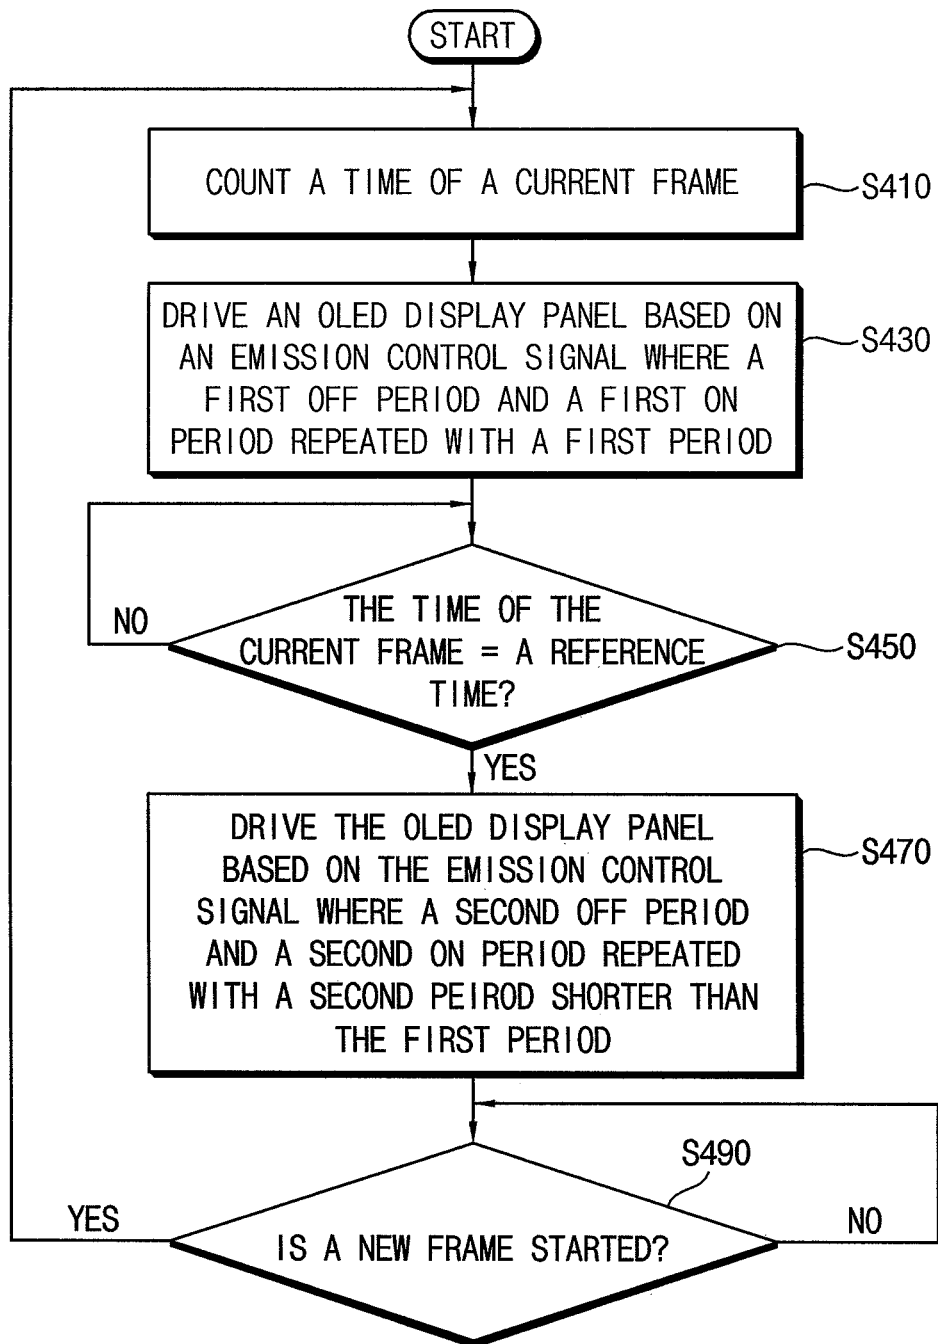 START
COUNT A TIME OF A CURRENT FRAME
S410
DRIVE AN OLED DISPLAY PANEL BASED ON
AN EMISSION CONTROL SIGNAL WHERE A
FIRST OFF PERIOD AND A FIRST ON
PERIOD REPEATED WITH A FIRST PERIOD
S430
THE TIME OF THE
CURRENT FRAME = A REFERENCE
TIME?
S450
NO
YES
DRIVE THE OLED DISPLAY PANEL
BASED ON THE EMISSION CONTROL
SIGNAL WHERE A SECOND OFF PERIOD
AND A SECOND ON PERIOD REPEATED
WITH A SECOND PEIROD SHORTER THAN
THE FIRST PERIOD
S470
S490
YES
IS A NEW FRAME STARTED?
NO